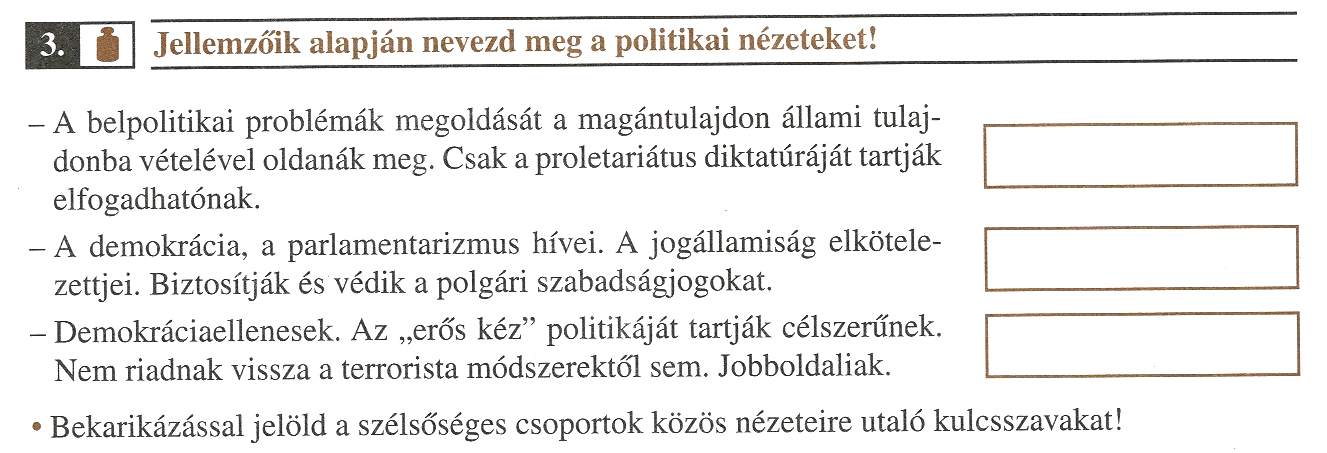 3. Jellemzőik alapján nevezd meg a politikai nézeteket!
– A belpolitikai problémák megoldását a magántulajdon állami tulaj-
donba vételével oldanák meg. Csak a proletariátus diktatúráját tartják
elfogadhatónak.
– A demokrácia, a parlamentarizmus hívei. A jogállamiság elkötele-
zettjei. Biztosítják és védik a polgári szabadságjogokat.
– Demokráciaellenesek. Az „erős kéz” politikáját tartják célszerűnek.
Nem riadnak vissza a terrorista módszerektől sem. Jobboldaliak.
• Bekarikázással jelöld a szélsőséges csoportok közös nézeteire utaló kulcsszavakat!